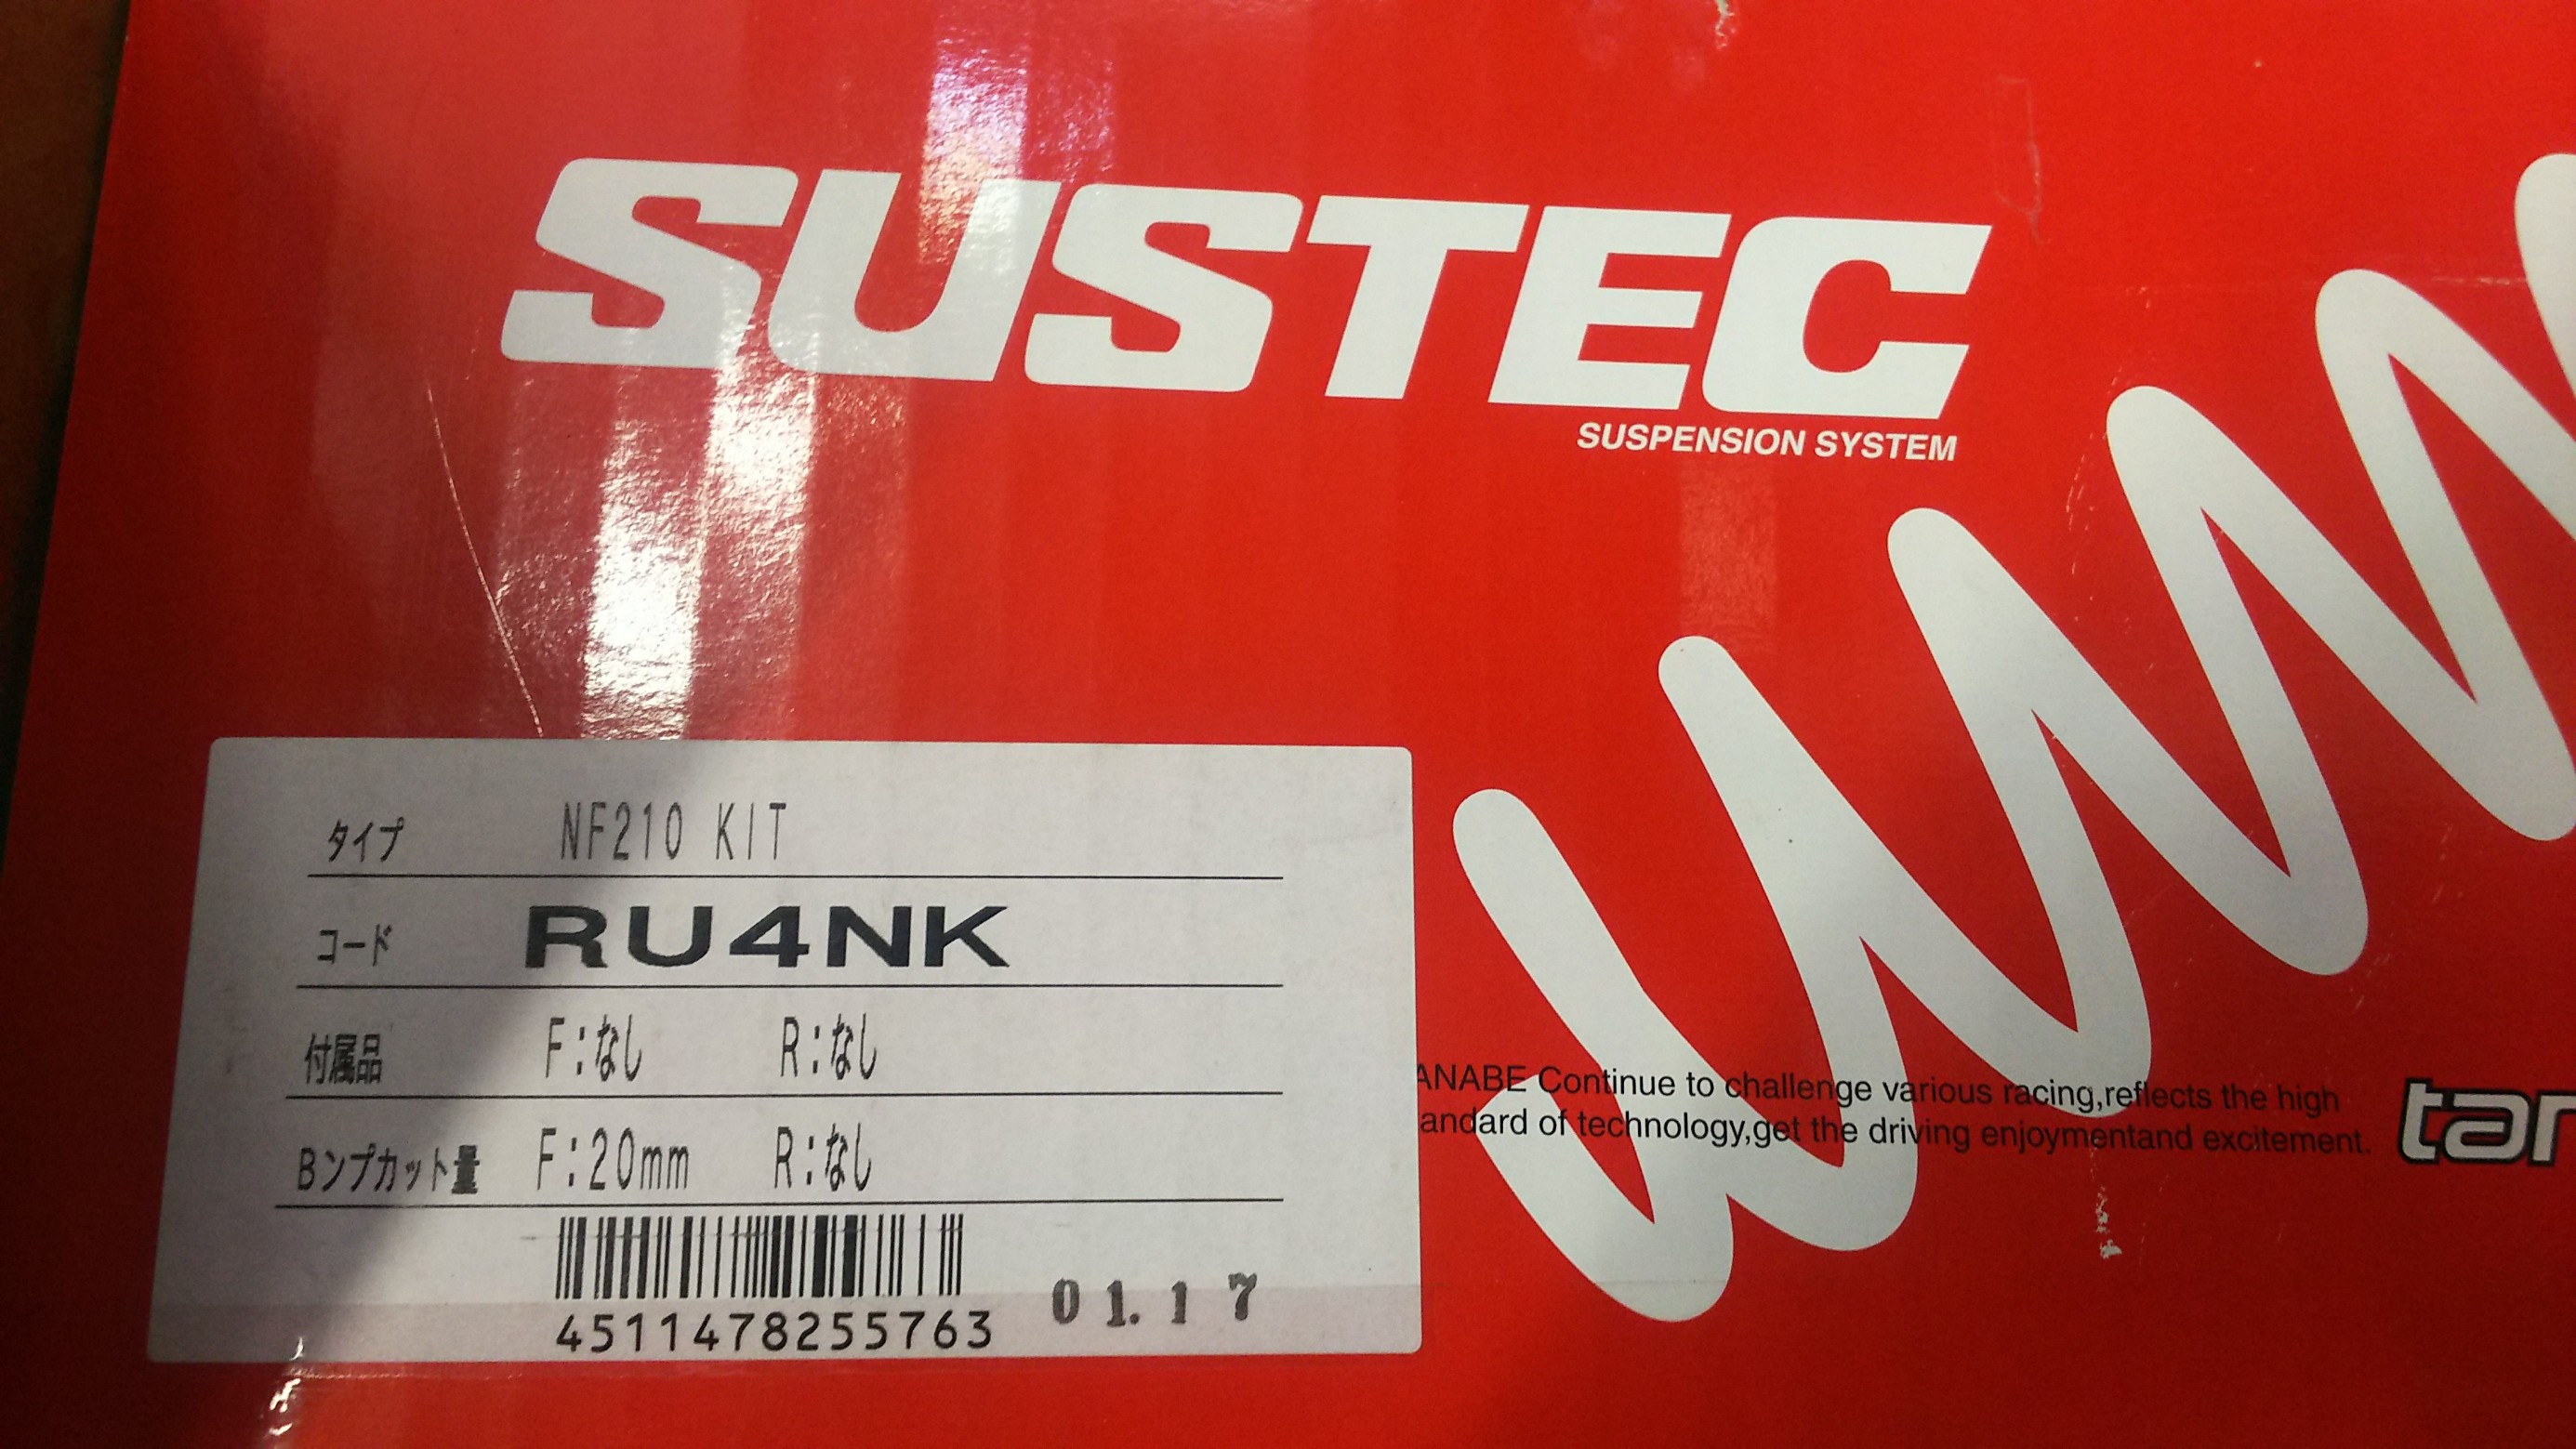 SUSTEC
SUSPENSION SYSTEM
タイプ NF210 KIT
コード RU4NK
付属品 F:なし R:なし
Bンプカット量 F:20mm R:なし
4511478255763
01.17
ANABE Continue to challenge various racing,reflects the high
andard of technology,get the driving enjoymentand excitement.
tan